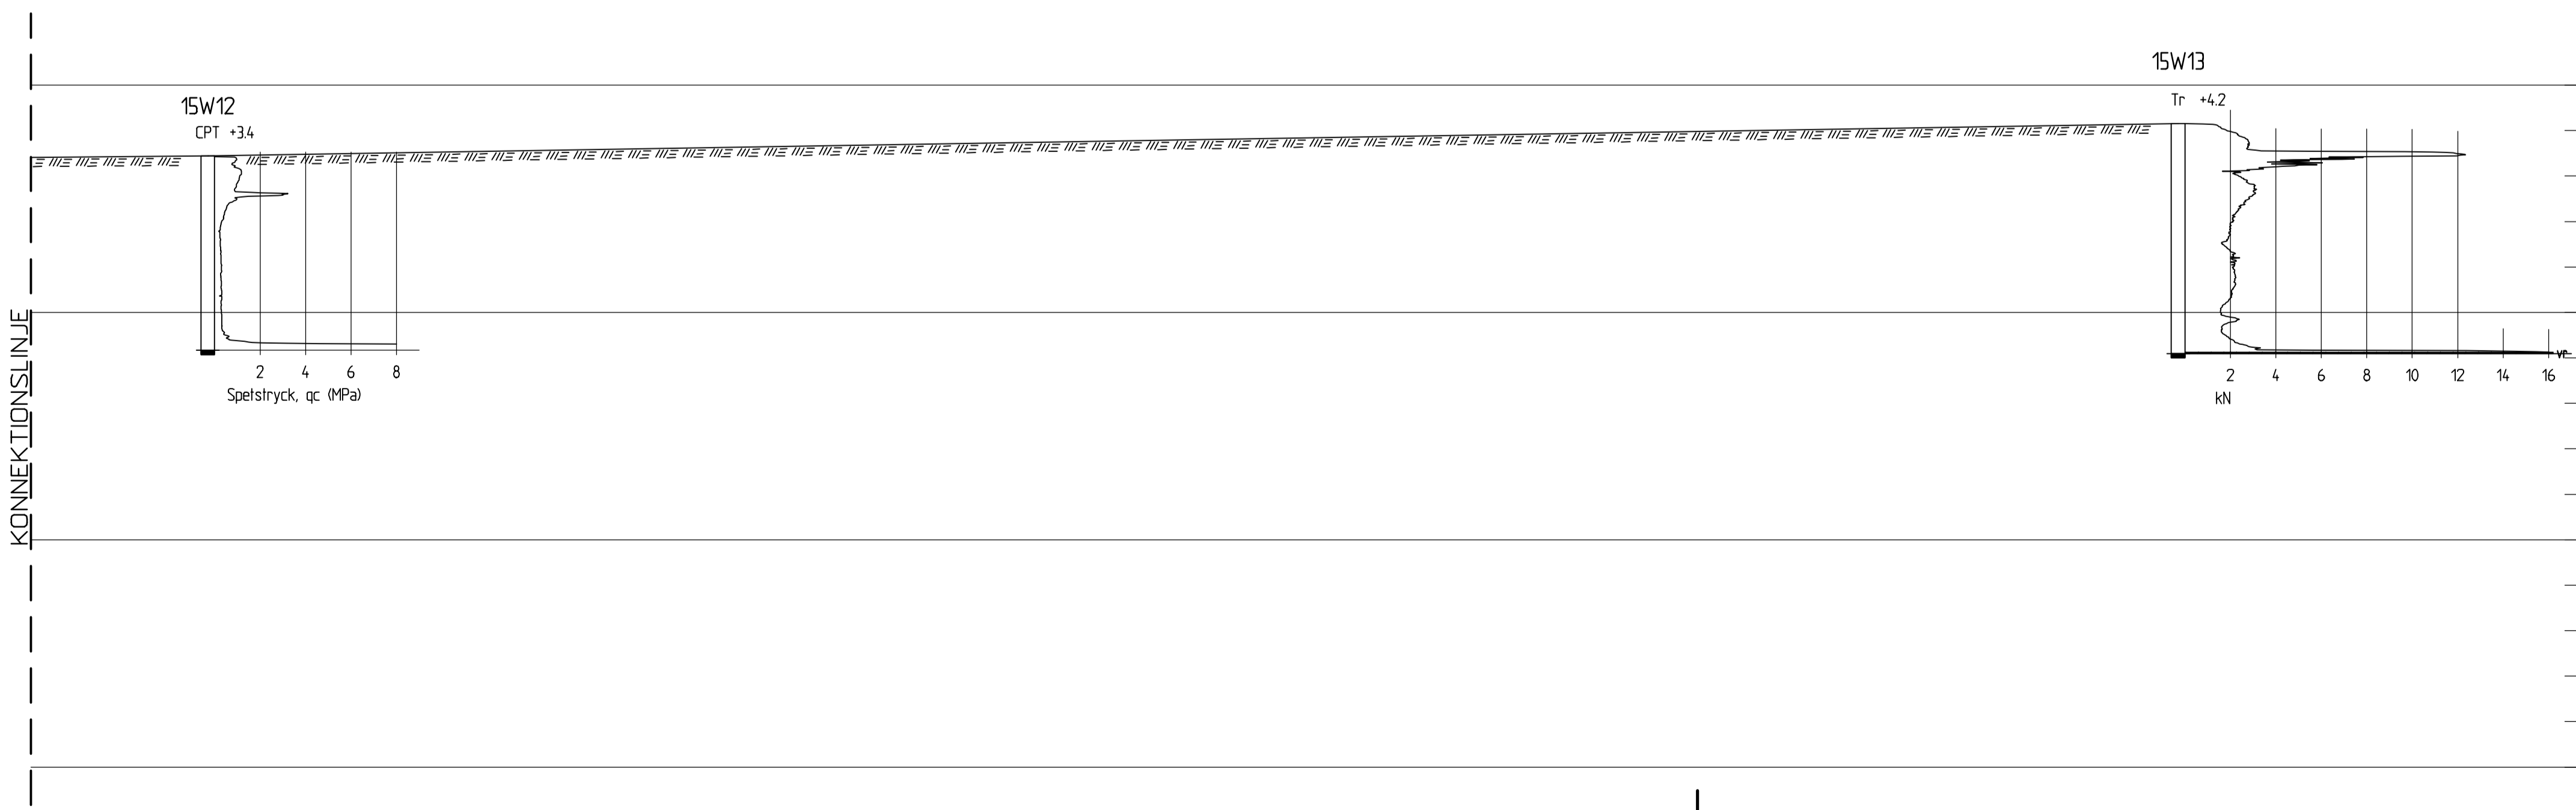 15W13
Tr +4.2
15W12
CPT +3.4
KONNEKTIONSLINJE
2 4 6 8
Spetstryck, qc (MPa)
2 4 6 8 10 12 14 16
kN